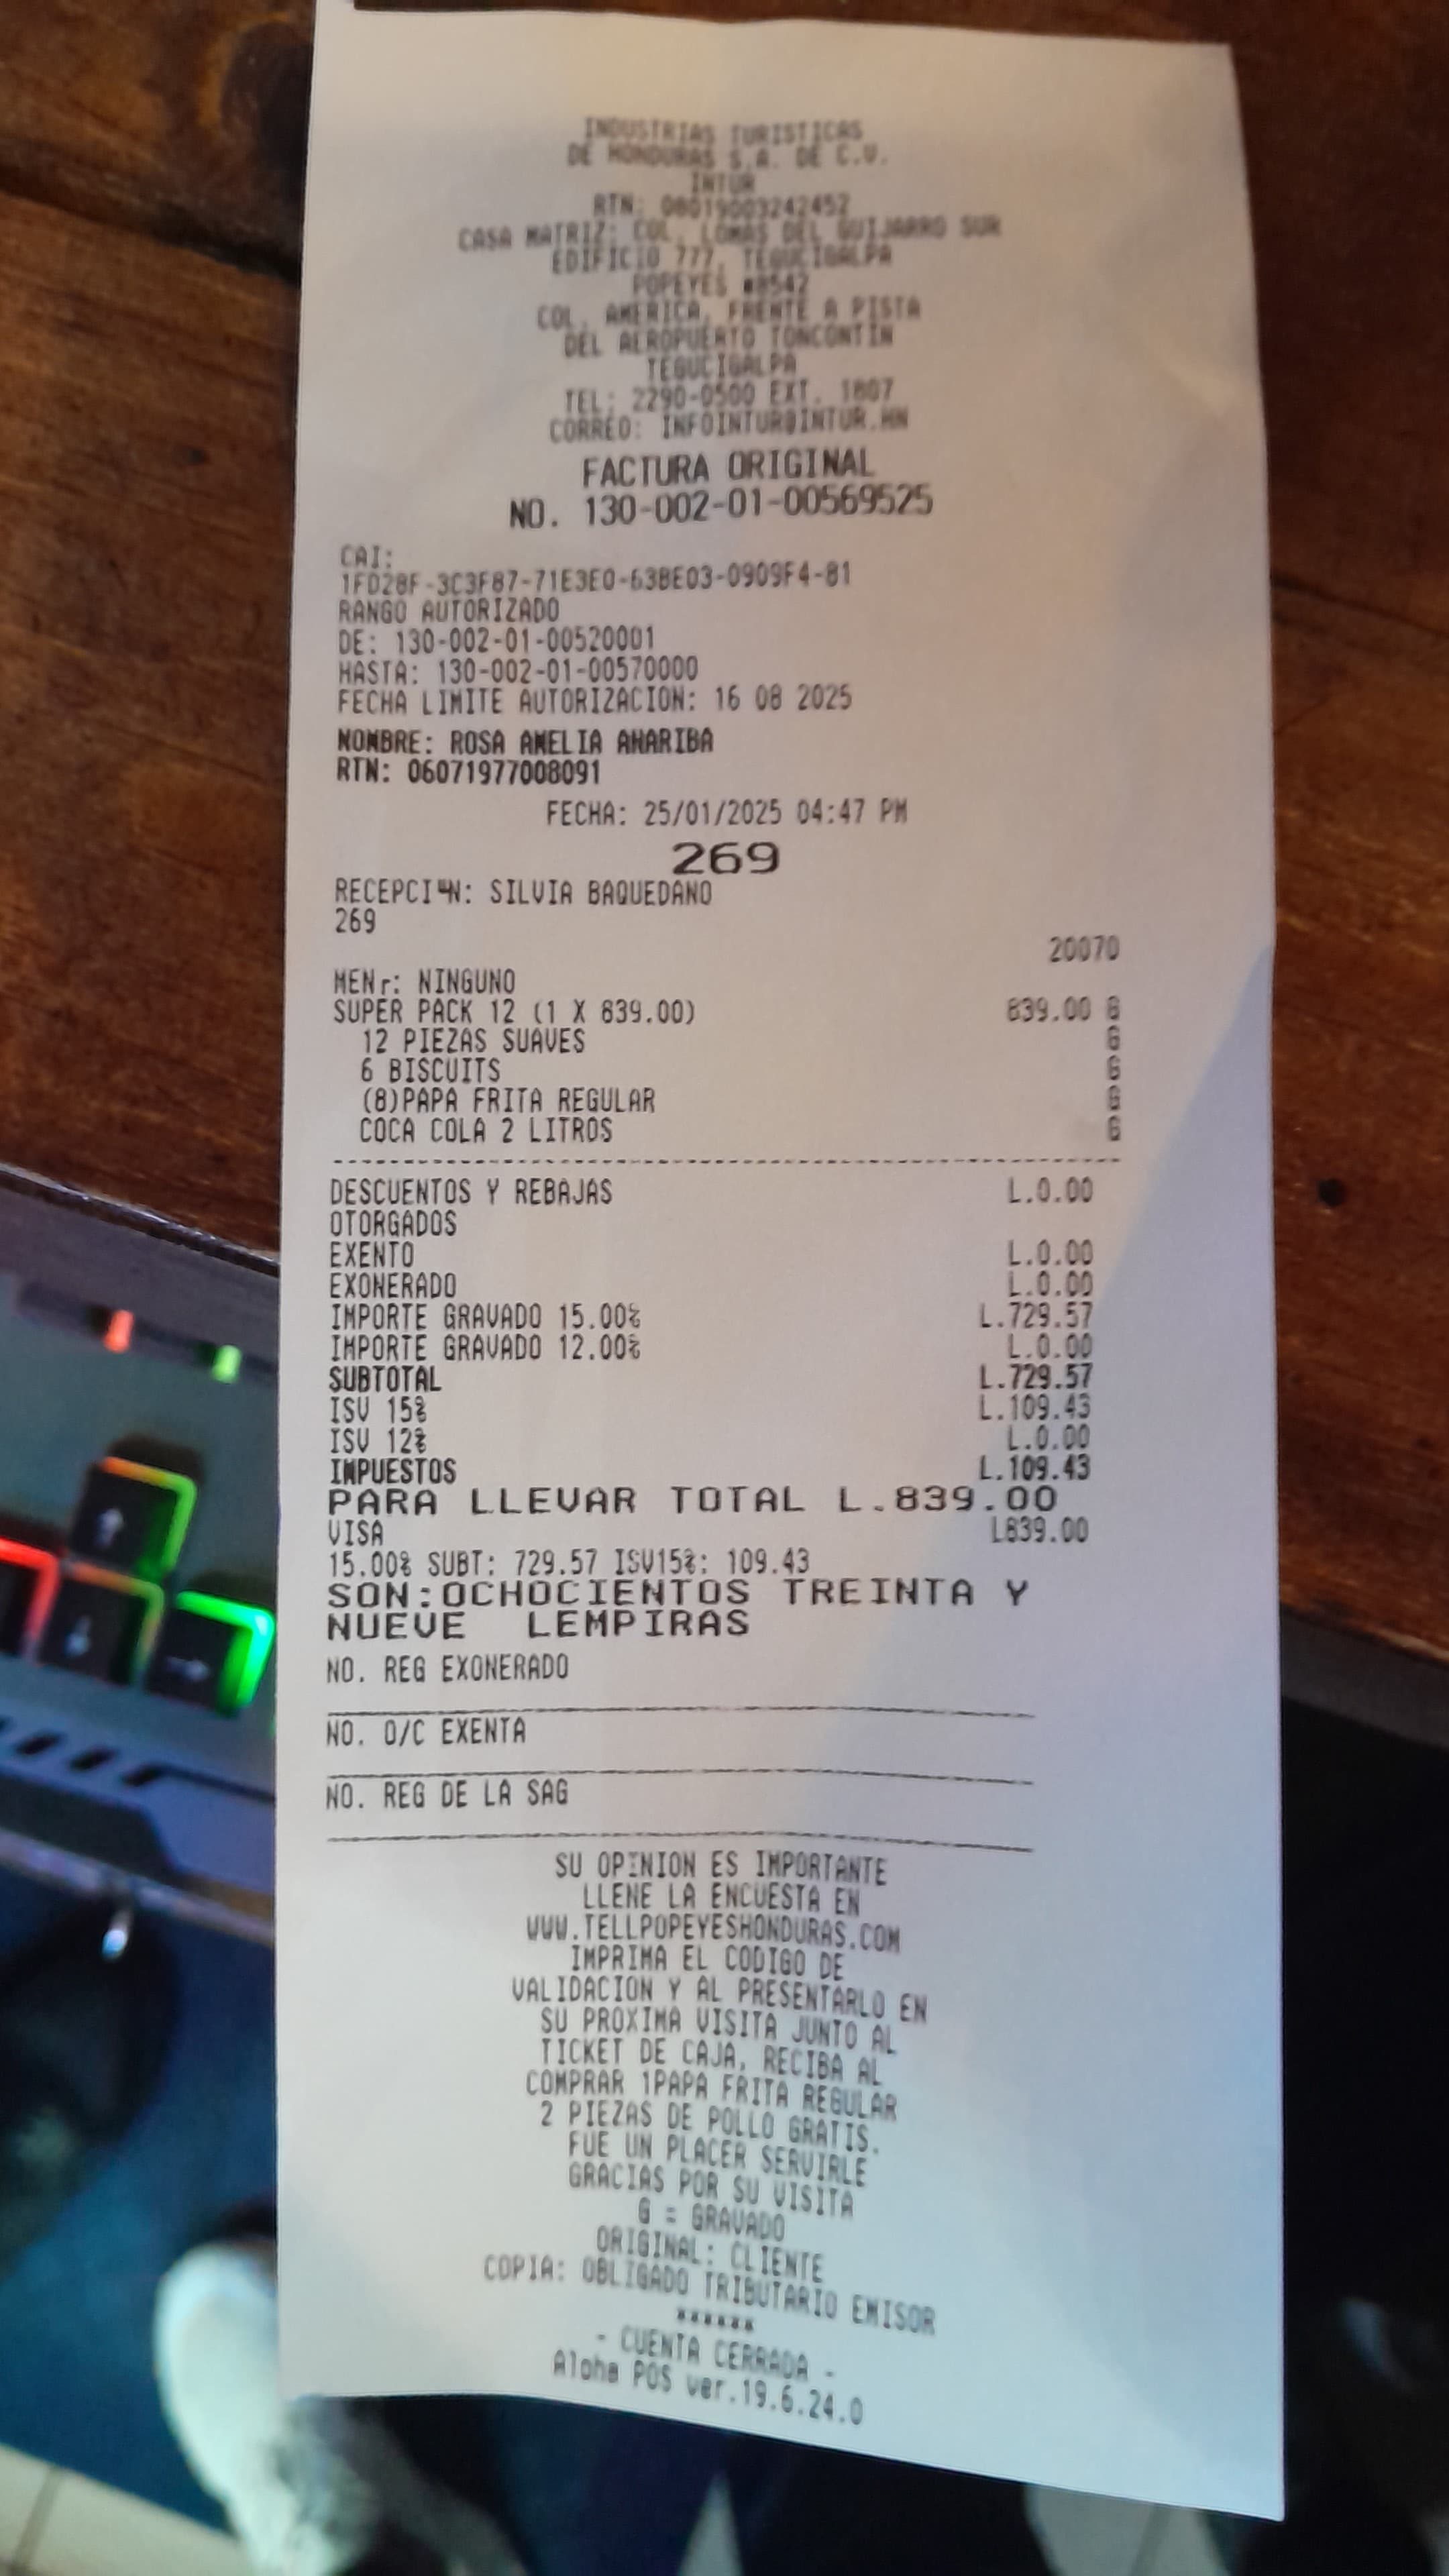 INDUSTRIAS TURISTICAS
DE HONDURAS S.A. DE C.V.
INTUR
RTN: 08019003242452
CASA MATRIZ: COL. LOMAS DEL GUIJARRO SUR
EDIFICIO 777, TEGUCIGALPA
POPEYES #8542
COL. AMERICA, FRENTE A PISTA
DEL AEROPUERTO TONCONTIN
TEGUCIGALPA
TEL: 2290-0500 EXT. 1807
CORREO: INFOINTUR@INTUR.HN
FACTURA ORIGINAL
NO. 130-002-01-00569525
CAI:
1FD28F-3C3F87-71E3E0-63BE03-0909F4-81
RANGO AUTORIZADO
DE: 130-002-01-00520001
HASTA: 130-002-01-00570000
FECHA LIMITE AUTORIZACION: 16 08 2025
NOMBRE: ROSA AMELIA AMARIBA
RTN: 06071977008091
FECHA: 25/01/2025 04:47 PM
269
RECEPCI╚N: SILVIA BAQUEDANO
269
20070
MENr: NINGUNO
SUPER PACK 12 (1 X 839.00) 839.00 G
12 PIEZAS SUAVES G
6 BISCUITS G
(8)PAPA FRITA REGULAR G
COCA COLA 2 LITROS G
DESCUENTOS Y REBAJAS L.0.00
OTORGADOS
EXENTO L.0.00
EXONERADO L.0.00
IMPORTE GRAVADO 15.00% L.729.57
IMPORTE GRAVADO 12.00% L.0.00
SUBTOTAL L.729.57
ISV 15% L.109.43
ISV 12% L.0.00
IMPUESTOS L.109.43
PARA LLEVAR TOTAL L.839.00
VISA L839.00
15.00% SUBT: 729.57 ISV15%: 109.43
SON:OCHOCIENTOS TREINTA Y
NUEVE LEMPIRAS
NO. REG EXONERADO
NO. O/C EXENTA
NO. REG DE LA SAG
SU OPINION ES IMPORTANTE
LLENE LA ENCUESTA EN
WWW.TELLPOPEYESHONDURAS.COM
IMPRIMA EL CODIGO DE
VALIDACION Y AL PRESENTARLO EN
SU PROXIMA VISITA JUNTO AL
TICKET DE CAJA, RECIBA AL
COMPRAR 1PAPA FRITA REGULAR
2 PIEZAS DE POLLO GRATIS.
FUE UN PLACER SERVIRLE
GRACIAS POR SU VISITA
G = GRAVADO
ORIGINAL: CLIENTE
COPIA: OBLIGADO TRIBUTARIO EMISOR
xxxxxx
- CUENTA CERRADA -
Aloha POS ver.19.6.24.0